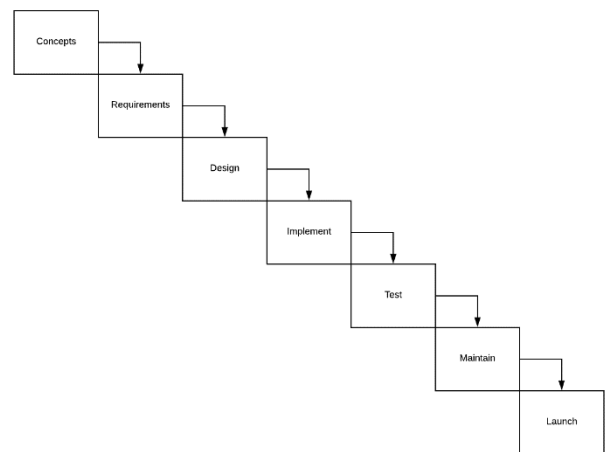 Concepts
Requirements
Design
Implement
Test
Maintain
Launch